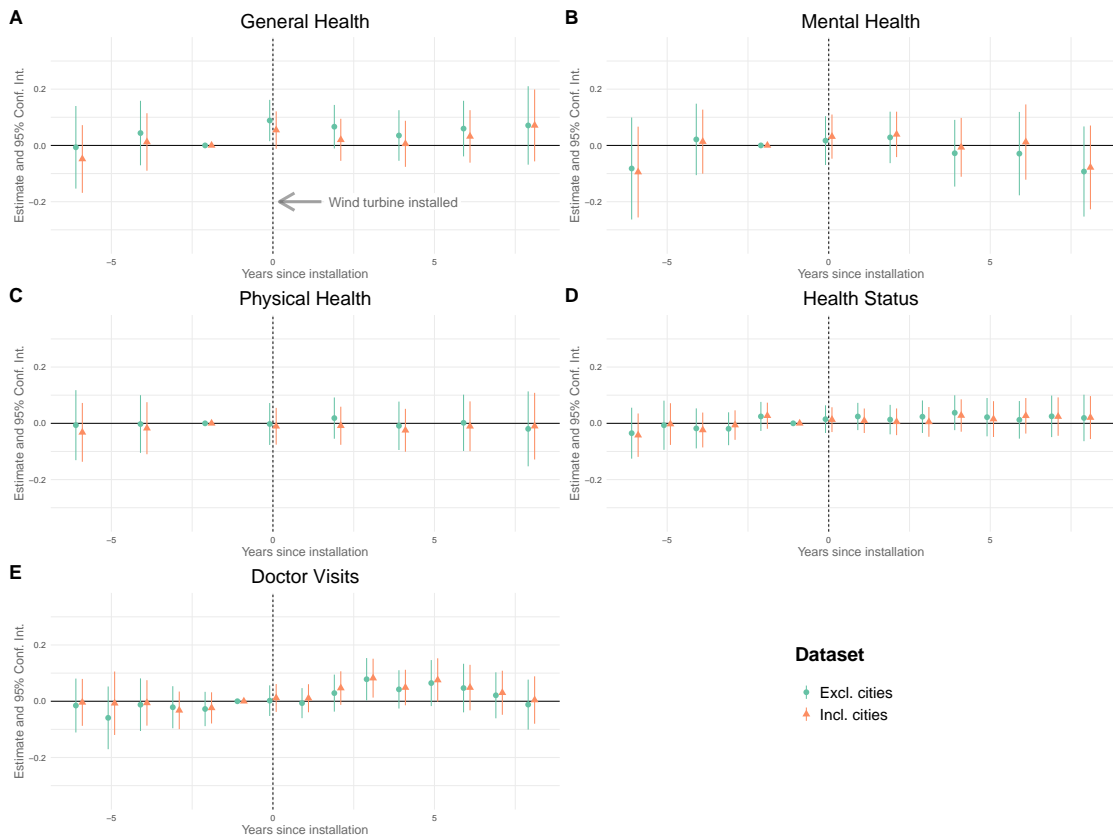 A
General Health
Estimate and 95% Conf. Int.
0.2
0.0
−0.2
Wind turbine installed
−5
0
5
Years since installation
B
Mental Health
Estimate and 95% Conf. Int.
0.2
0.0
−0.2
−5
0
5
Years since installation
C
Physical Health
Estimate and 95% Conf. Int.
0.2
0.0
−0.2
−5
0
5
Years since installation
D
Health Status
Estimate and 95% Conf. Int.
0.2
0.0
−0.2
−5
0
5
Years since installation
E
Doctor Visits
Estimate and 95% Conf. Int.
0.2
0.0
−0.2
−5
0
5
Years since installation
Dataset
Excl. cities
Incl. cities